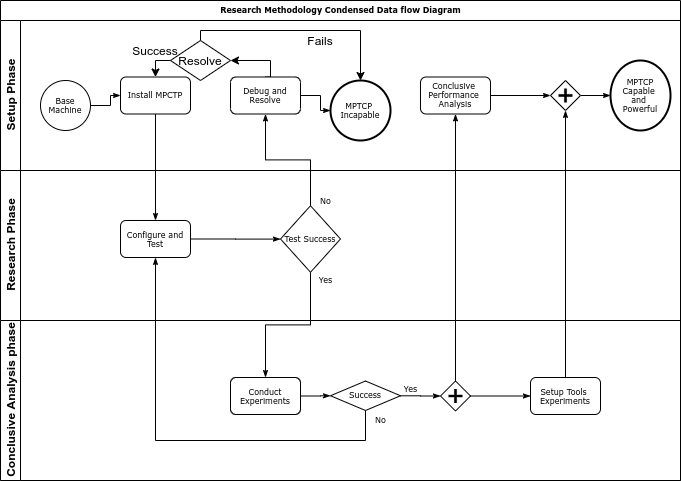 Research Methodology Condensed Data flow Diagram
Setup Phase
Base
Machine
Install MPCTP
Success
Resolve
Fails
Debug and
Resolve
MPTCP
Incapable
Conclusive
Performance
Analysis
MPTCP
Capable
and
Powerful
Research Phase
Configure and
Test
Test Success
No
Yes
Conclusive Analysis phase
Conduct
Experiments
Success
Yes
No
Setup Tools
Experiments